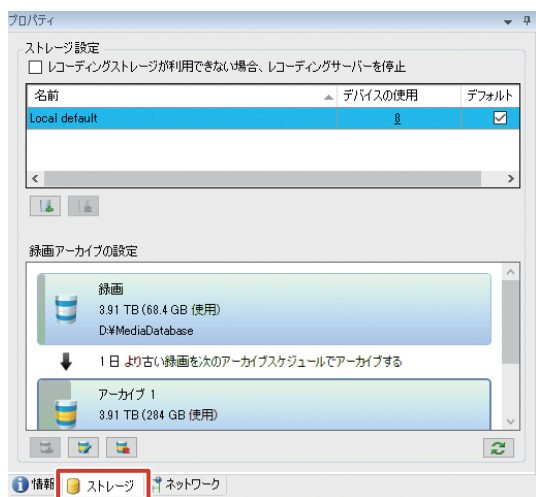 プロパティ
ストレージ設定
レコーディングストレージが利用できない場合、レコーディングサーバーを停止
名前 デバイスの使用 デフォルト
Local default 8
録画アーカイブの設定
録画
3.91 TB (68.4 GB 使用)
D:¥MediaDatabase
1 日 より古い録画を次のアーカイブスケジュールでアーカイブする
アーカイブ 1
3.91 TB (284 GB 使用)
情報 ストレージ ネットワーク